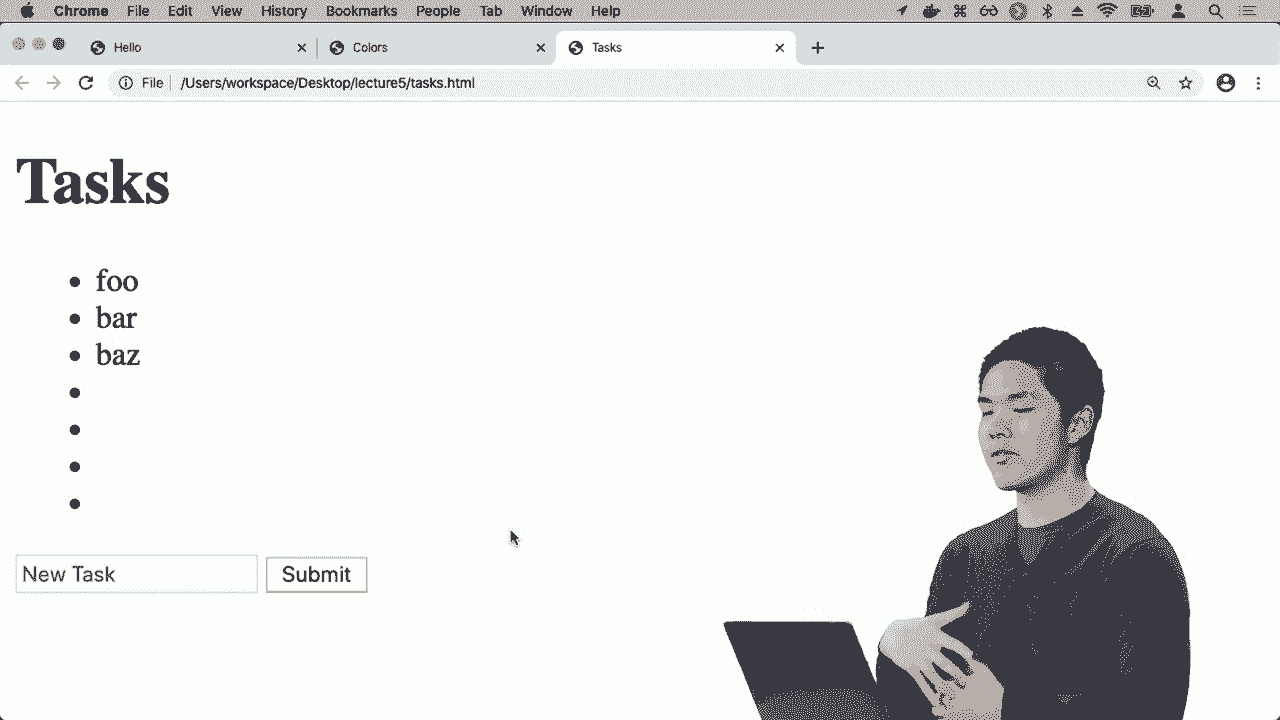 Chrome File Edit View History Bookmarks People Tab Window Help
Hello Colors Tasks
File /Users/workspace/Desktop/lecture5/tasks.html
Tasks
foo
bar
baz
New Task Submit